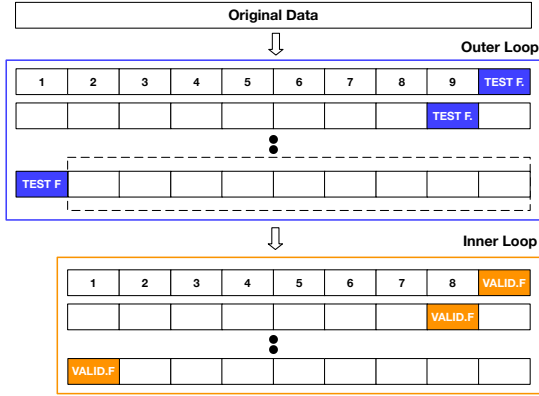 Original Data
Outer Loop
1 2 3 4 5 6 7 8 9 TEST F.
TEST F.
TEST F
Inner Loop
1 2 3 4 5 6 7 8 VALID.F
VALID.F
VALID.F